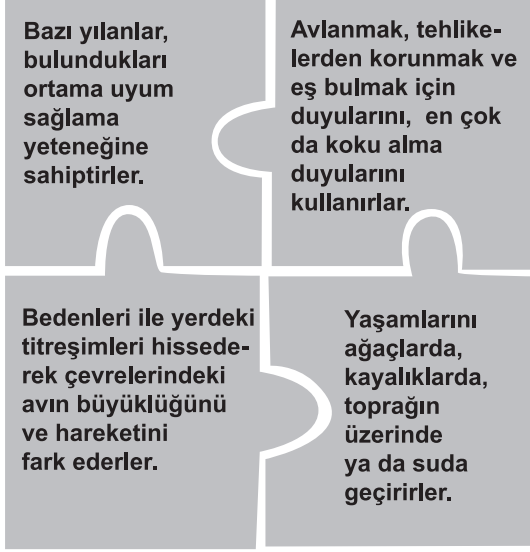 Bazı yılanlar,
bulundukları
ortama uyum
sağlama
yeteneğine
sahiptirler.
Avlanmak, tehlike-
lerden korunmak ve
eş bulmak için
duyularını, en çok
da koku alma
duyularını
kullanırlar.
Bedenleri ile yerdeki
titreşimleri hissede-
rek çevrelerindeki
avın büyüklüğünü
ve hareketini
fark ederler.
Yaşamlarını
ağaçlarda,
kayalıklarda,
toprağın
üzerinde
ya da suda
geçirirler.